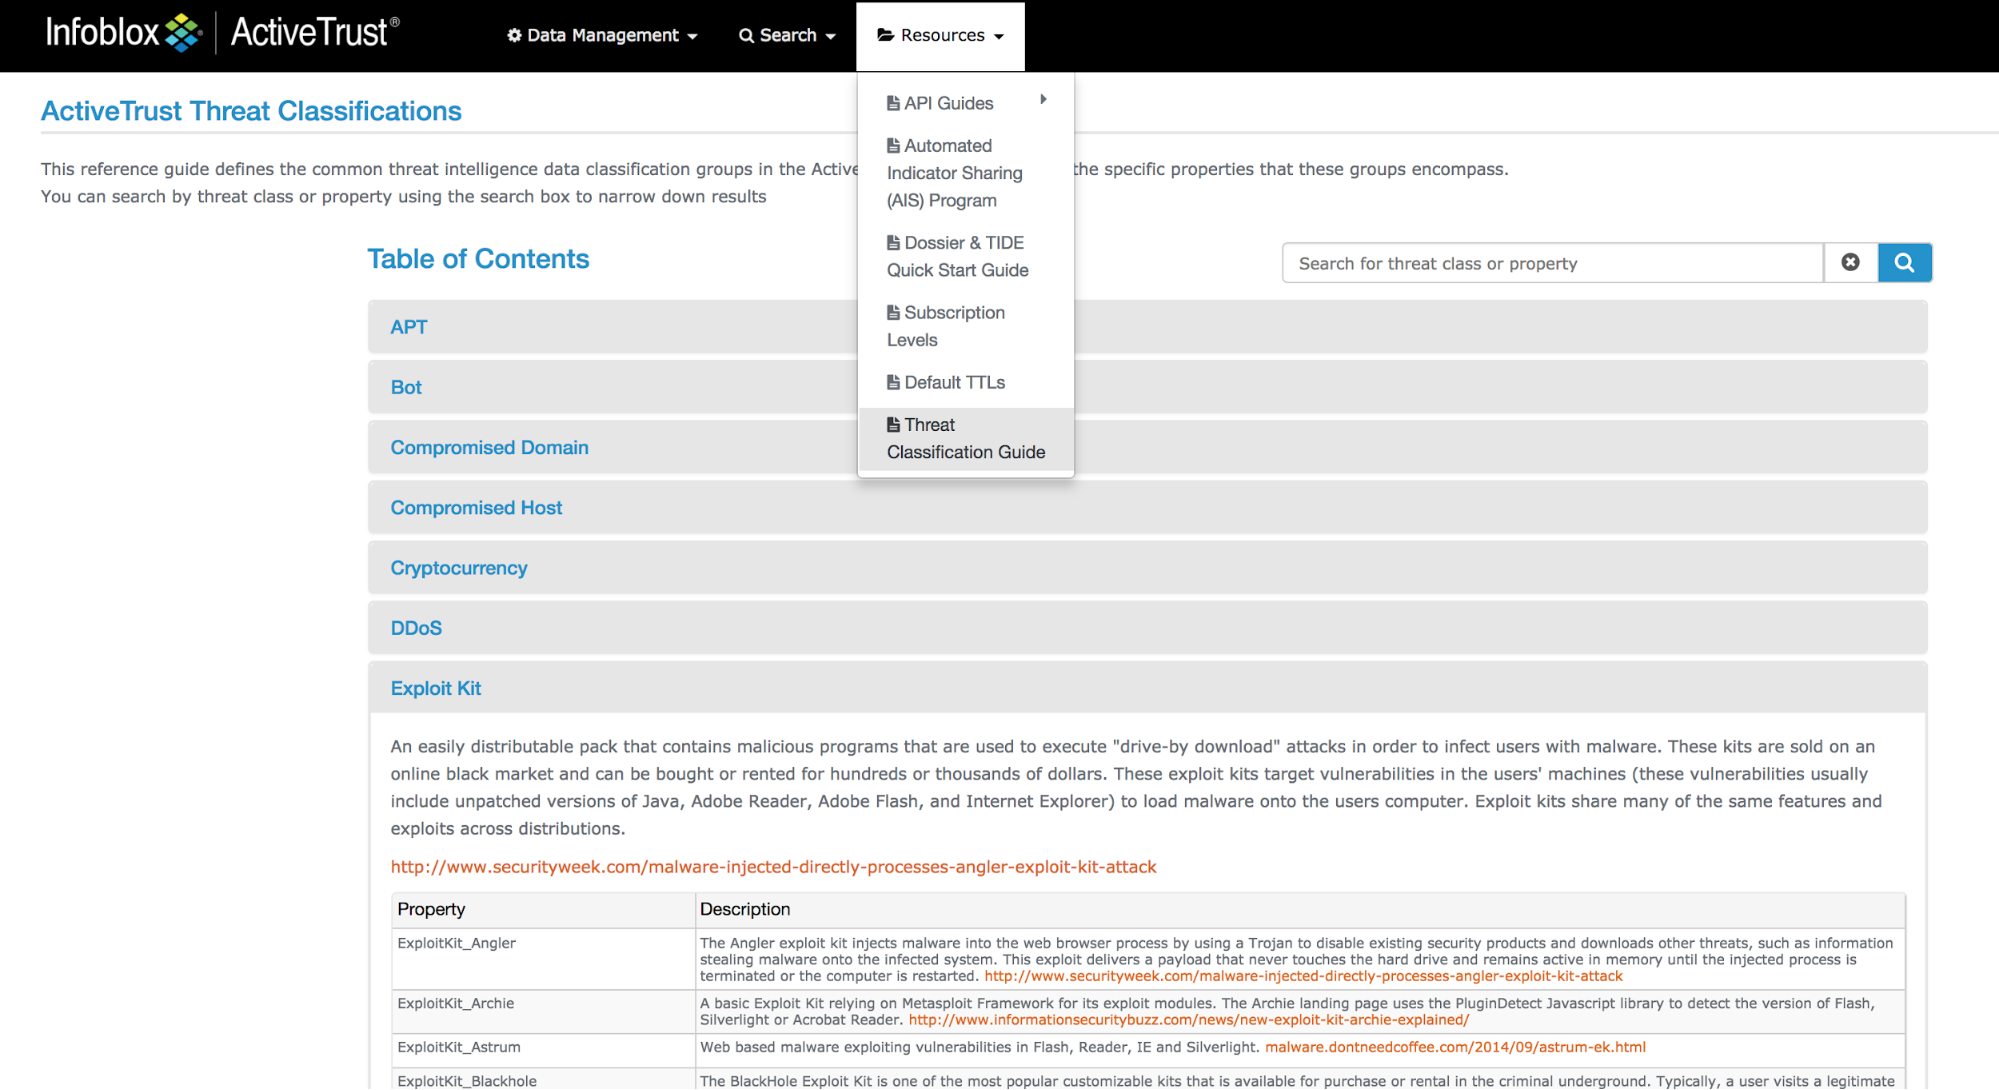 Infoblox | ActiveTrust®
Data Management
Search
Resources
API Guides
Automated
Indicator Sharing
(AIS) Program
Dossier & TIDE
Quick Start Guide
Subscription
Levels
Default TTLs
Threat
Classification Guide
ActiveTrust Threat Classifications
This reference guide defines the common threat intelligence data classification groups in the Active the specific properties that these groups encompass.
You can search by threat class or property using the search box to narrow down results
Table of Contents
Search for threat class or property
APT
Bot
Compromised Domain
Compromised Host
Cryptocurrency
DDoS
Exploit Kit
An easily distributable pack that contains malicious programs that are used to execute "drive-by download" attacks in order to infect users with malware. These kits are sold on an
online black market and can be bought or rented for hundreds or thousands of dollars. These exploit kits target vulnerabilities in the users' machines (these vulnerabilities usually
include unpatched versions of Java, Adobe Reader, Adobe Flash, and Internet Explorer) to load malware onto the users computer. Exploit kits share many of the same features and
exploits across distributions.
http://www.securityweek.com/malware-injected-directly-processes-angler-exploit-kit-attack
Property Description
ExploitKit_Angler The Angler exploit kit injects malware into the web browser process by using a Trojan to disable existing security products and downloads other threats, such as information
stealing malware onto the infected system. This exploit delivers a payload that never touches the hard drive and remains active in memory until the injected process is
terminated or the computer is restarted. http://www.securityweek.com/malware-injected-directly-processes-angler-exploit-kit-attack
ExploitKit_Archie A basic Exploit Kit relying on Metasploit Framework for its exploit modules. The Archie landing page uses the PluginDetect Javascript library to detect the version of Flash,
Silverlight or Acrobat Reader. http://www.informationsecuritybuzz.com/news/new-exploit-kit-archie-explained/
ExploitKit_Astrum Web based malware exploiting vulnerabilities in Flash, Reader, IE and Silverlight. malware.dontneedcoffee.com/2014/09/astrum-ek.html
ExploitKit_Blackhole The BlackHole Exploit Kit is one of the most popular customizable kits that is available for purchase or rental in the criminal underground. Typically, a user visits a legitimate